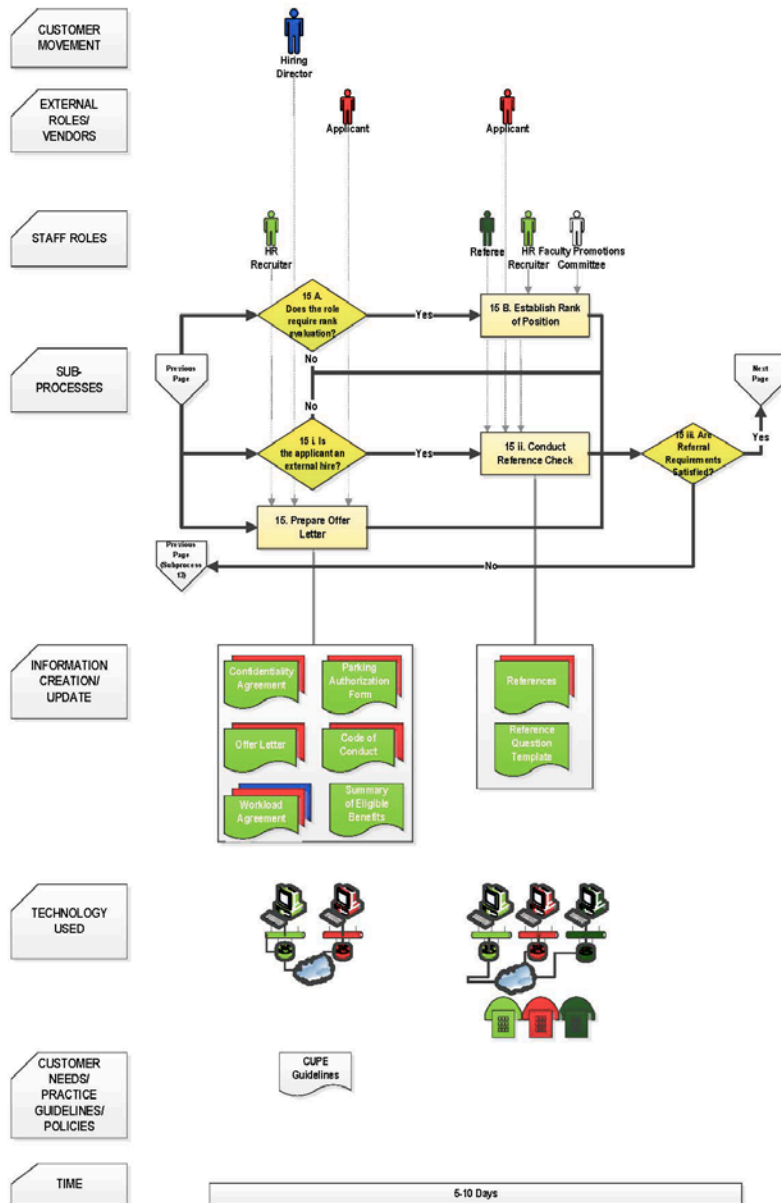 CUSTOMER
MOVEMENT
Hiring
Director
EXTERNAL
ROLES/
VENDORS
Applicant
Applicant
STAFF ROLES
HR
Recruiter
Referee
HR
Recruiter
Faculty Promotions
Committee
SUB-
PROCESSES
Previous
Page
15 A.
Does the role
require rank
evaluation?
Yes
15 B. Establish Rank
of Position
No
No
15 i. Is
the applicant an
external hire?
Yes
15 ii. Conduct
Reference Check
15 iii. Are
Referral
Requirements
Satisfied?
Yes
Next
Page
15. Prepare Offer
Letter
Previous
Page
(Subprocess
13)
No
INFORMATION
CREATION/
UPDATE
Confidentiality
Agreement
Parking
Authorization
Form
Offer Letter
Code of
Conduct
Workload
Agreement
Summary
of Eligible
Benefits
References
Reference
Question
Template
TECHNOLOGY
USED
CUSTOMER
NEEDS/
PRACTICE
GUIDELINES/
POLICIES
CUPE
Guidelines
TIME
5-10 Days